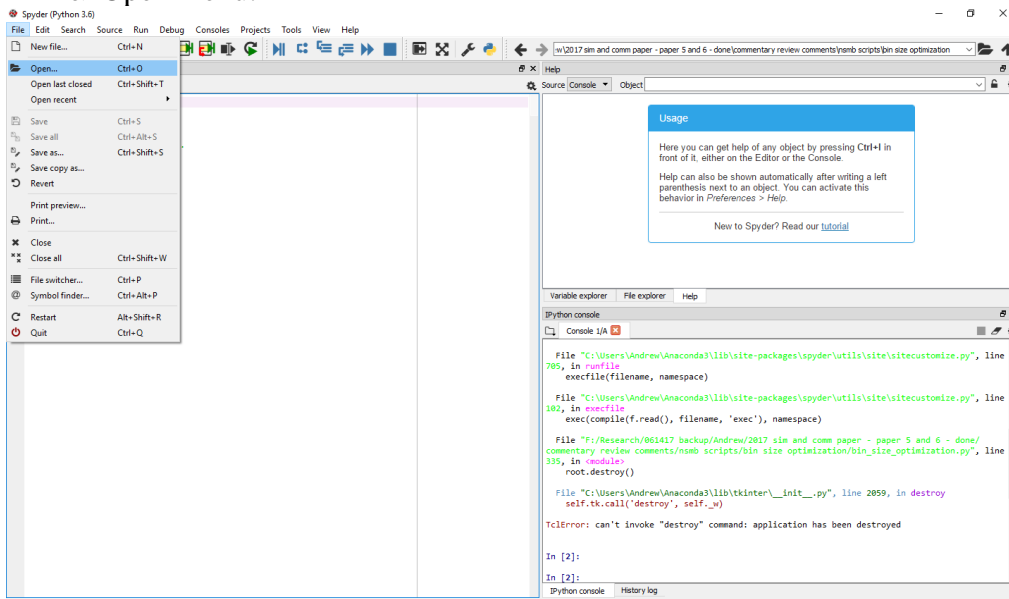 Spyder (Python 3.6)
File Edit Search Source Run Debug Consoles Projects Tools View Help
New file... Ctrl+N
Open... Ctrl+O
Open last closed Ctrl+Shift+T
Open recent
Save Ctrl+S
Save all Ctrl+Alt+S
Save as... Ctrl+Shift+S
Save copy as...
Revert
Print preview...
Print...
Close
Close all Ctrl+Shift+W
File switcher... Ctrl+P
Symbol finder... Ctrl+Alt+P
Restart Alt+Shift+R
Quit Ctrl+Q
:w\2017 sim and comm paper - paper 5 and 6 - done\commentary review comments\nsmb scripts\bin size optimization
Help
Source Console Object
Usage
Here you can get help of any object by pressing Ctrl+I in
front of it, either on the Editor or the Console.
Help can also be shown automatically after writing a left
parenthesis next to an object. You can activate this
behavior in Preferences > Help.
New to Spyder? Read our tutorial
Variable explorer File explorer Help
IPython console
Console 1/A
File "C:\Users\Andrew\Anaconda3\lib\site-packages\spyder\utils\site\sitecustomize.py", line
705, in runfile
execfile(filename, namespace)
File "C:\Users\Andrew\Anaconda3\lib\site-packages\spyder\utils\site\sitecustomize.py", line
102, in execfile
exec(compile(f.read(), filename, 'exec'), namespace)
File "F:/Research/061417 backup/Andrew/2017 sim and comm paper - paper 5 and 6 - done/
commentary review comments/nsmb scripts/bin size optimization/bin_size_optimization.py", line
335, in <module>
root.destroy()
File "C:\Users\Andrew\Anaconda3\lib\tkinter\__init__.py", line 2059, in destroy
self.tk.call('destroy', self._w)
TclError: can't invoke "destroy" command: application has been destroyed
In [2]:
In [2]:
IPython console History log